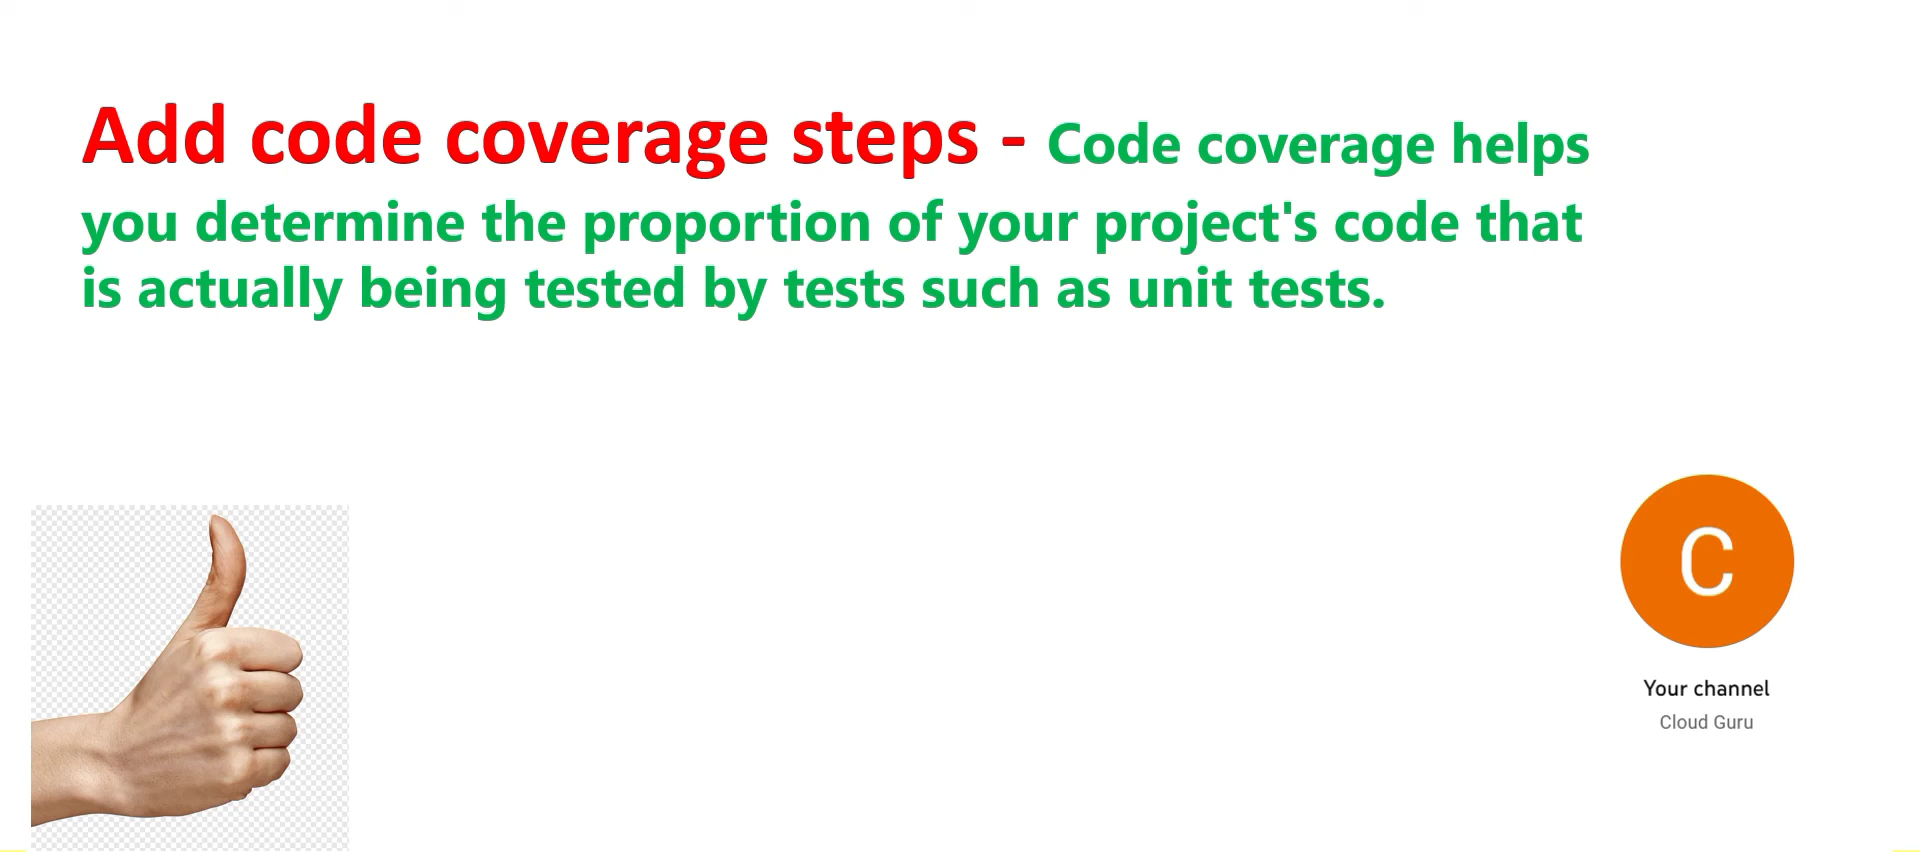 Add code coverage steps - Code coverage helps
you determine the proportion of your project's code that
is actually being tested by tests such as unit tests.
C
Your channel
Cloud Guru